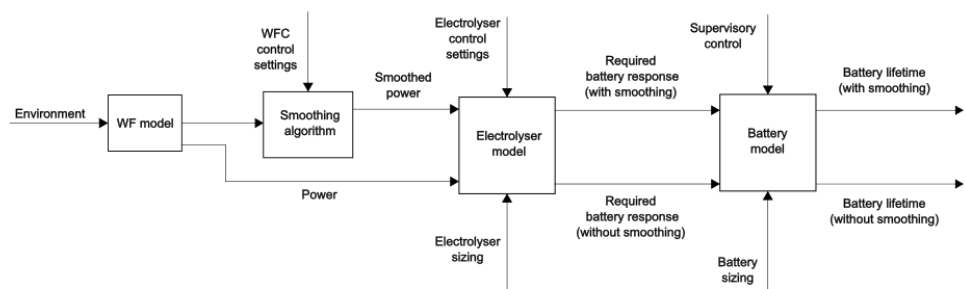 WFC
control
settings
Electrolyser
control
settings
Supervisory
control
Environment
WF model
Smoothing
algorithm
Smoothed
power
Power
Electrolyser
model
Required
battery response
(with smoothing)
Required
battery response
(without smoothing)
Battery
model
Battery lifetime
(with smoothing)
Battery lifetime
(without smoothing)
Electrolyser
sizing
Battery
sizing